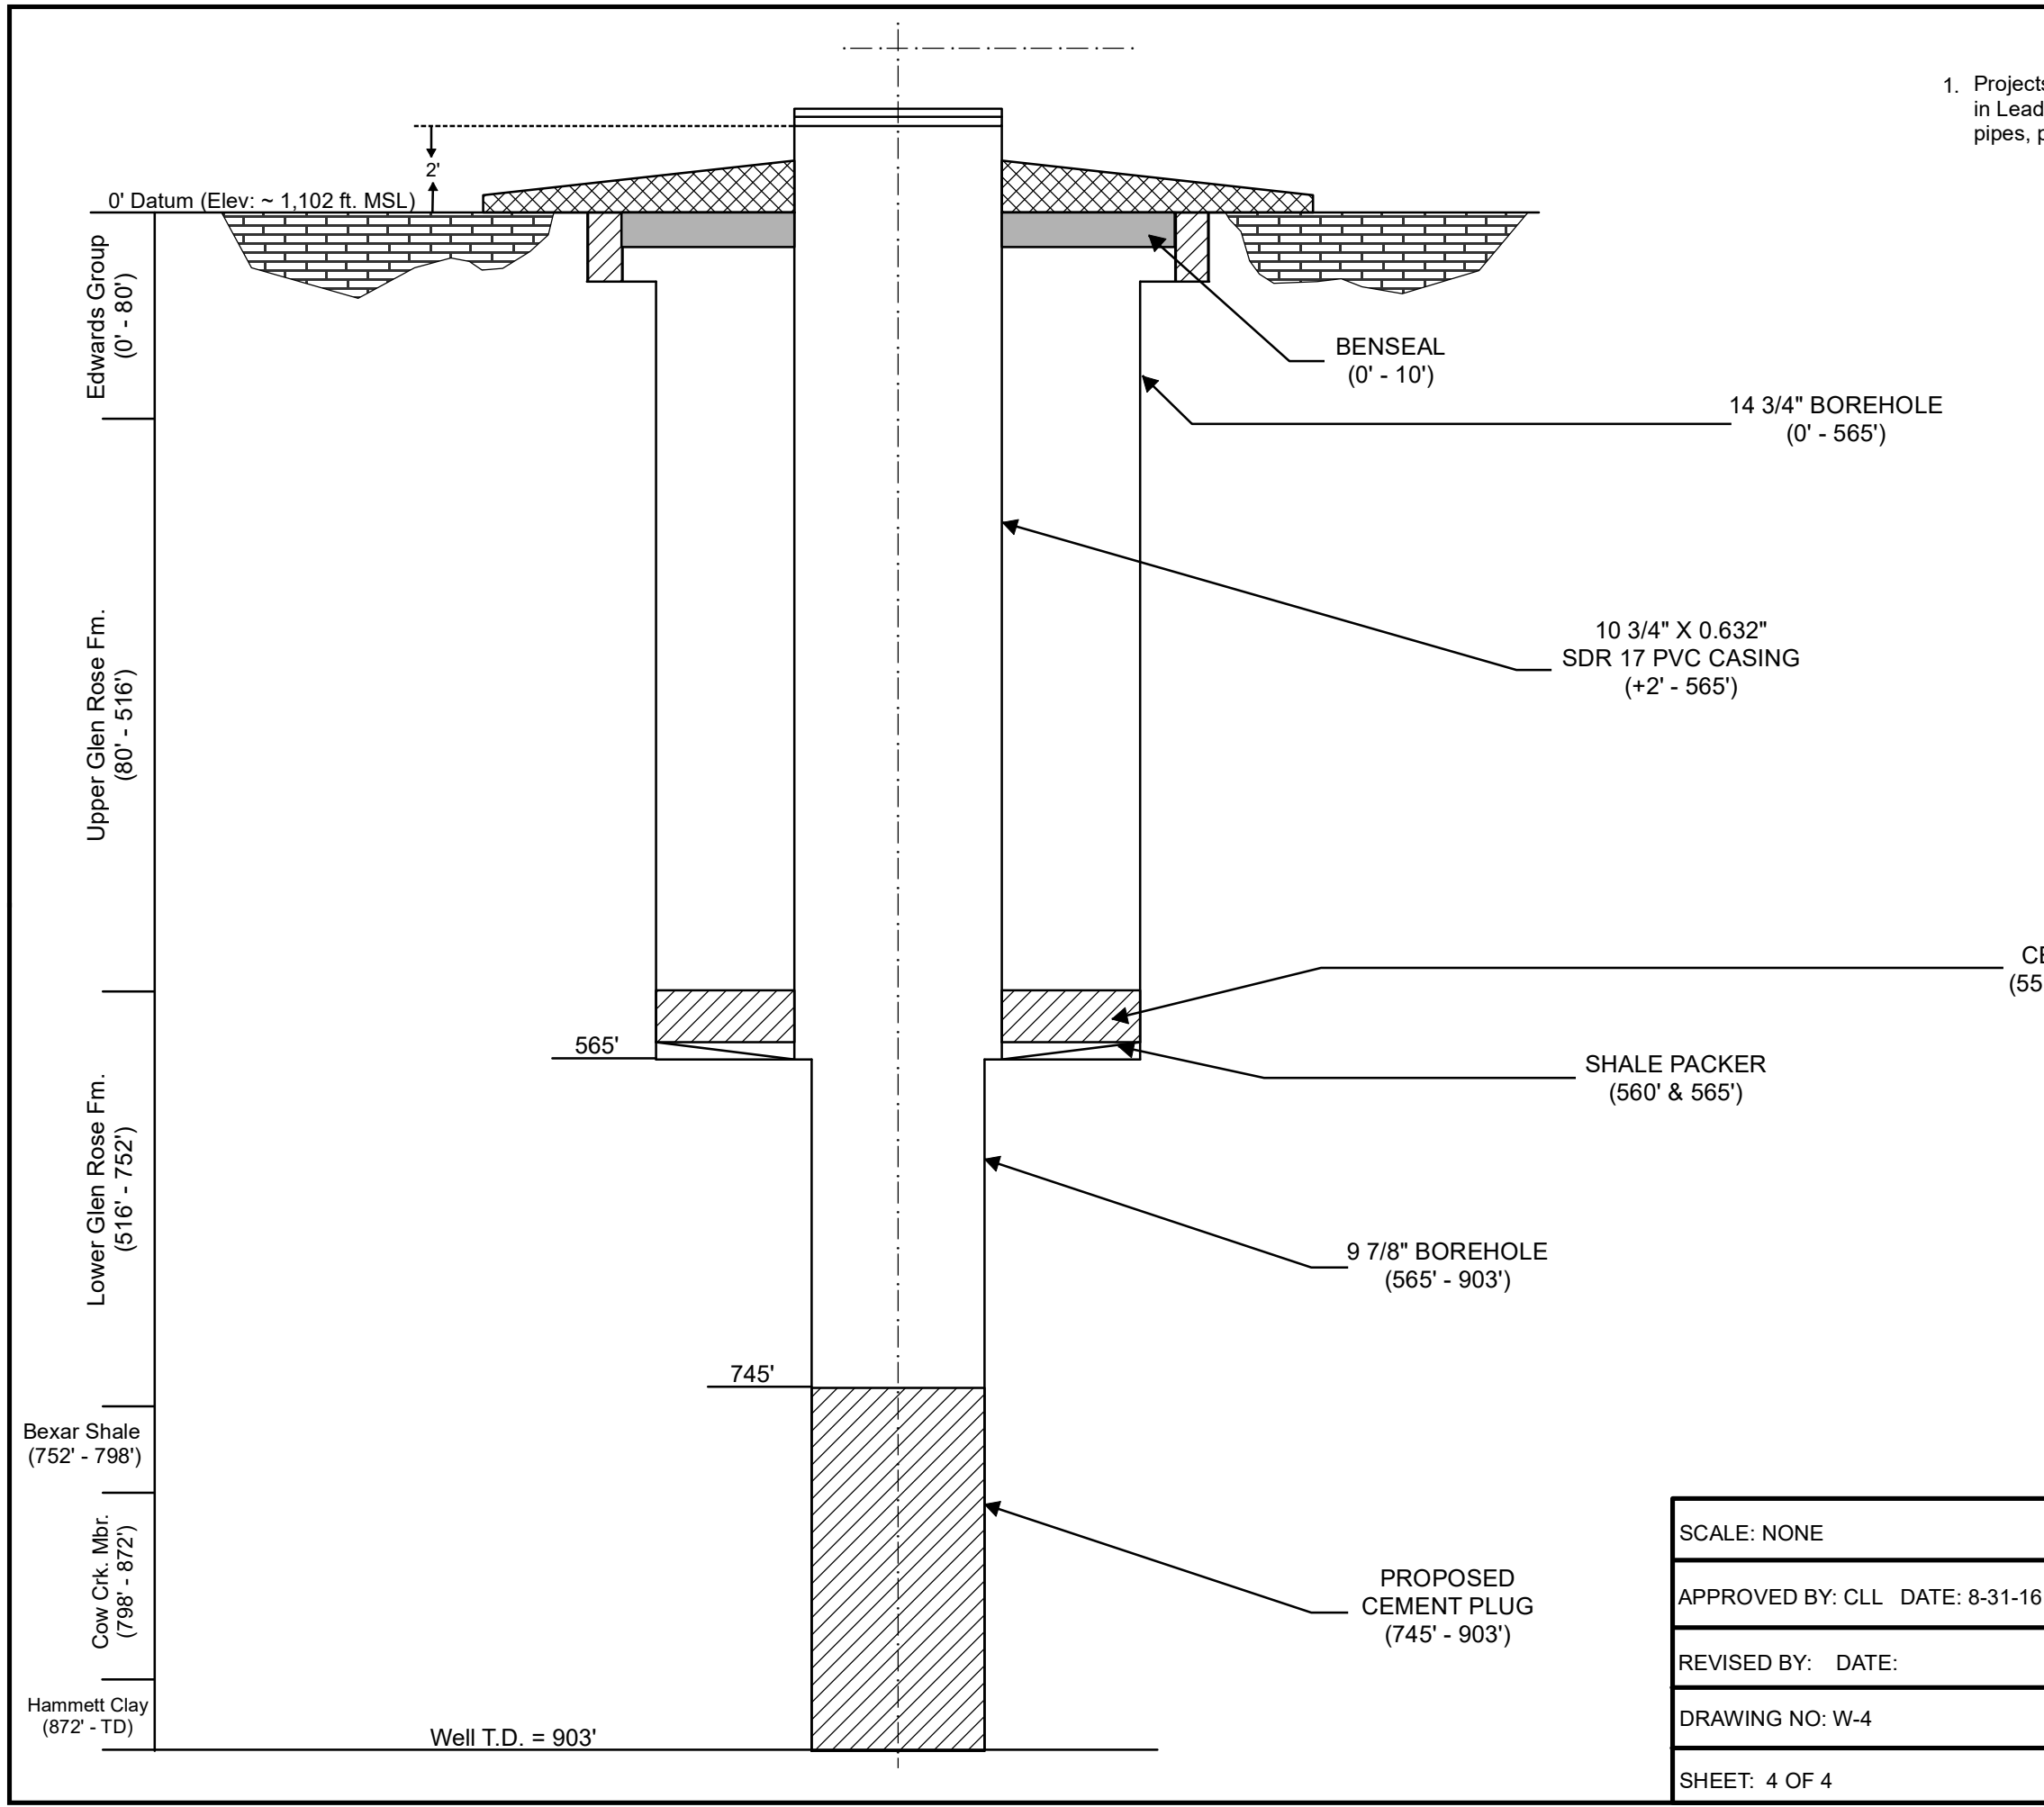 1. Projects
in Lead
pipes, p
2'
0' Datum (Elev: ~ 1,102 ft. MSL)
Edwards Group
(0' - 80')
BENSEAL
(0' - 10')
14 3/4" BOREHOLE
(0' - 565')
Upper Glen Rose Fm.
(80' - 516')
10 3/4" X 0.632"
SDR 17 PVC CASING
(+2' - 565')
CE
(55
565'
SHALE PACKER
(560' & 565')
Lower Glen Rose Fm.
(516' - 752')
9 7/8" BOREHOLE
(565' - 903')
745'
Bexar Shale
(752' - 798')
Cow Crk. Mbr.
(798' - 872')
PROPOSED
CEMENT PLUG
(745' - 903')
Hammett Clay
(872' - TD)
Well T.D. = 903'
SCALE: NONE
APPROVED BY: CLL DATE: 8-31-16
REVISED BY: DATE:
DRAWING NO: W-4
SHEET: 4 OF 4